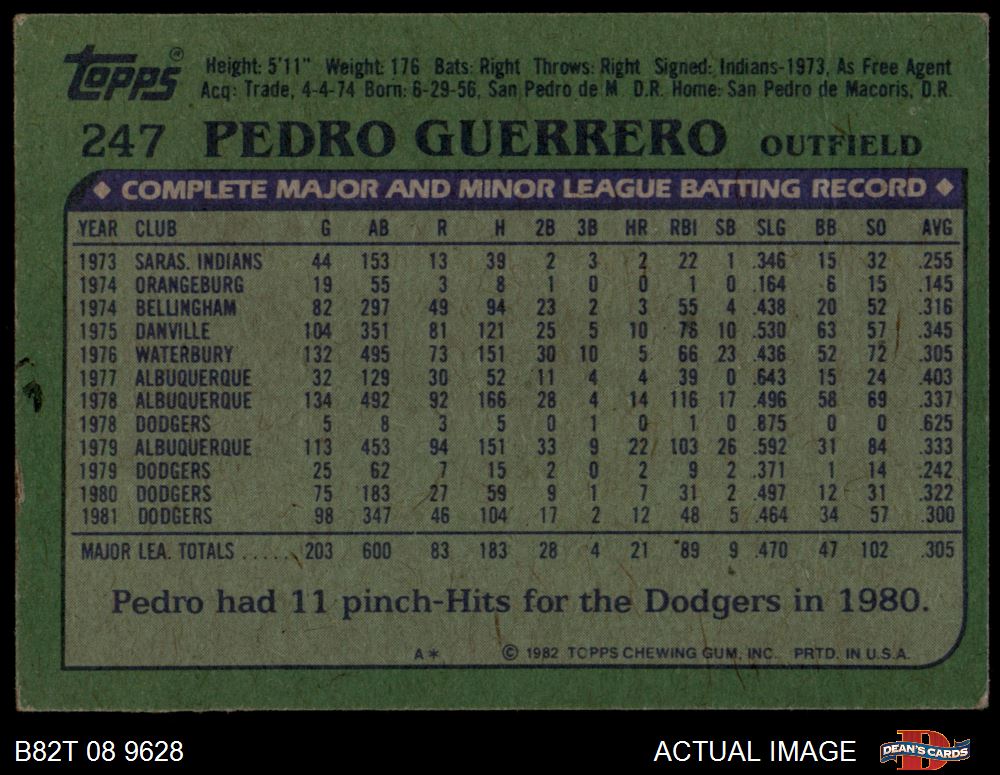 Topps® Height: 5'11" Weight: 176 Bats: Right Throws: Right Signed: Indians-1973, As Free Agent
Acq: Trade, 4-4-74 Born: 6-29-56, San Pedro de M D.R. Home: San Pedro de Macoris, D.R.
247 PEDRO GUERRERO OUTFIELD
◆ COMPLETE MAJOR AND MINOR LEAGUE BATTING RECORD ◆
YEAR CLUB G AB R H 2B 3B HR RBI SB SLG BB SO AVG
1973 SARAS. INDIANS 44 153 13 39 2 3 2 22 1 .346 15 32 .255
1974 ORANGEBURG 19 55 3 8 1 0 0 1 0 .164 6 15 .145
1974 BELLINGHAM 82 297 49 94 23 2 3 55 4 .438 20 52 .316
1975 DANVILLE 104 351 81 121 25 5 10 76 10 .530 63 57 .345
1976 WATERBURY 132 495 73 151 30 10 5 66 23 .436 52 72 .305
1977 ALBUQUERQUE 32 129 30 52 11 4 4 39 0 .643 15 24 .403
1978 ALBUQUERQUE 134 492 92 166 28 4 14 116 17 .496 58 69 .337
1978 DODGERS 5 8 3 5 0 1 0 1 0 .875 0 0 .625
1979 ALBUQUERQUE 113 453 94 151 33 9 22 103 26 .592 31 84 .333
1979 DODGERS 25 62 7 15 2 0 2 9 2 .371 1 14 .242
1980 DODGERS 75 183 27 59 9 1 7 31 2 .497 12 31 .322
1981 DODGERS 98 347 46 104 17 2 12 48 5 .464 34 57 .300
MAJOR LEA. TOTALS ..... 203 600 83 183 28 4 21 89 9 .470 47 102 .305
Pedro had 11 pinch-Hits for the Dodgers in 1980.
A* © 1982 TOPPS CHEWING GUM, INC. PRTD. IN U.S.A.
B82T 08 9628 ACTUAL IMAGE D DEAN'S CARDS